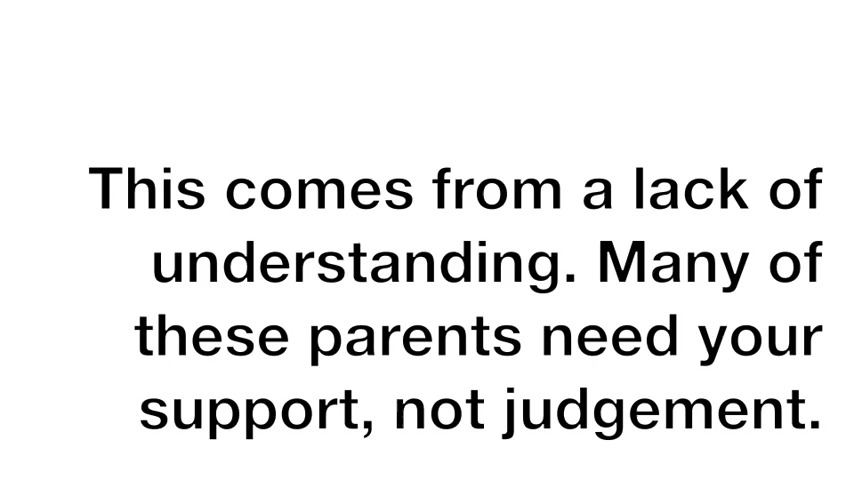 This comes from a lack of
understanding. Many of
these parents need your
support, not judgement.